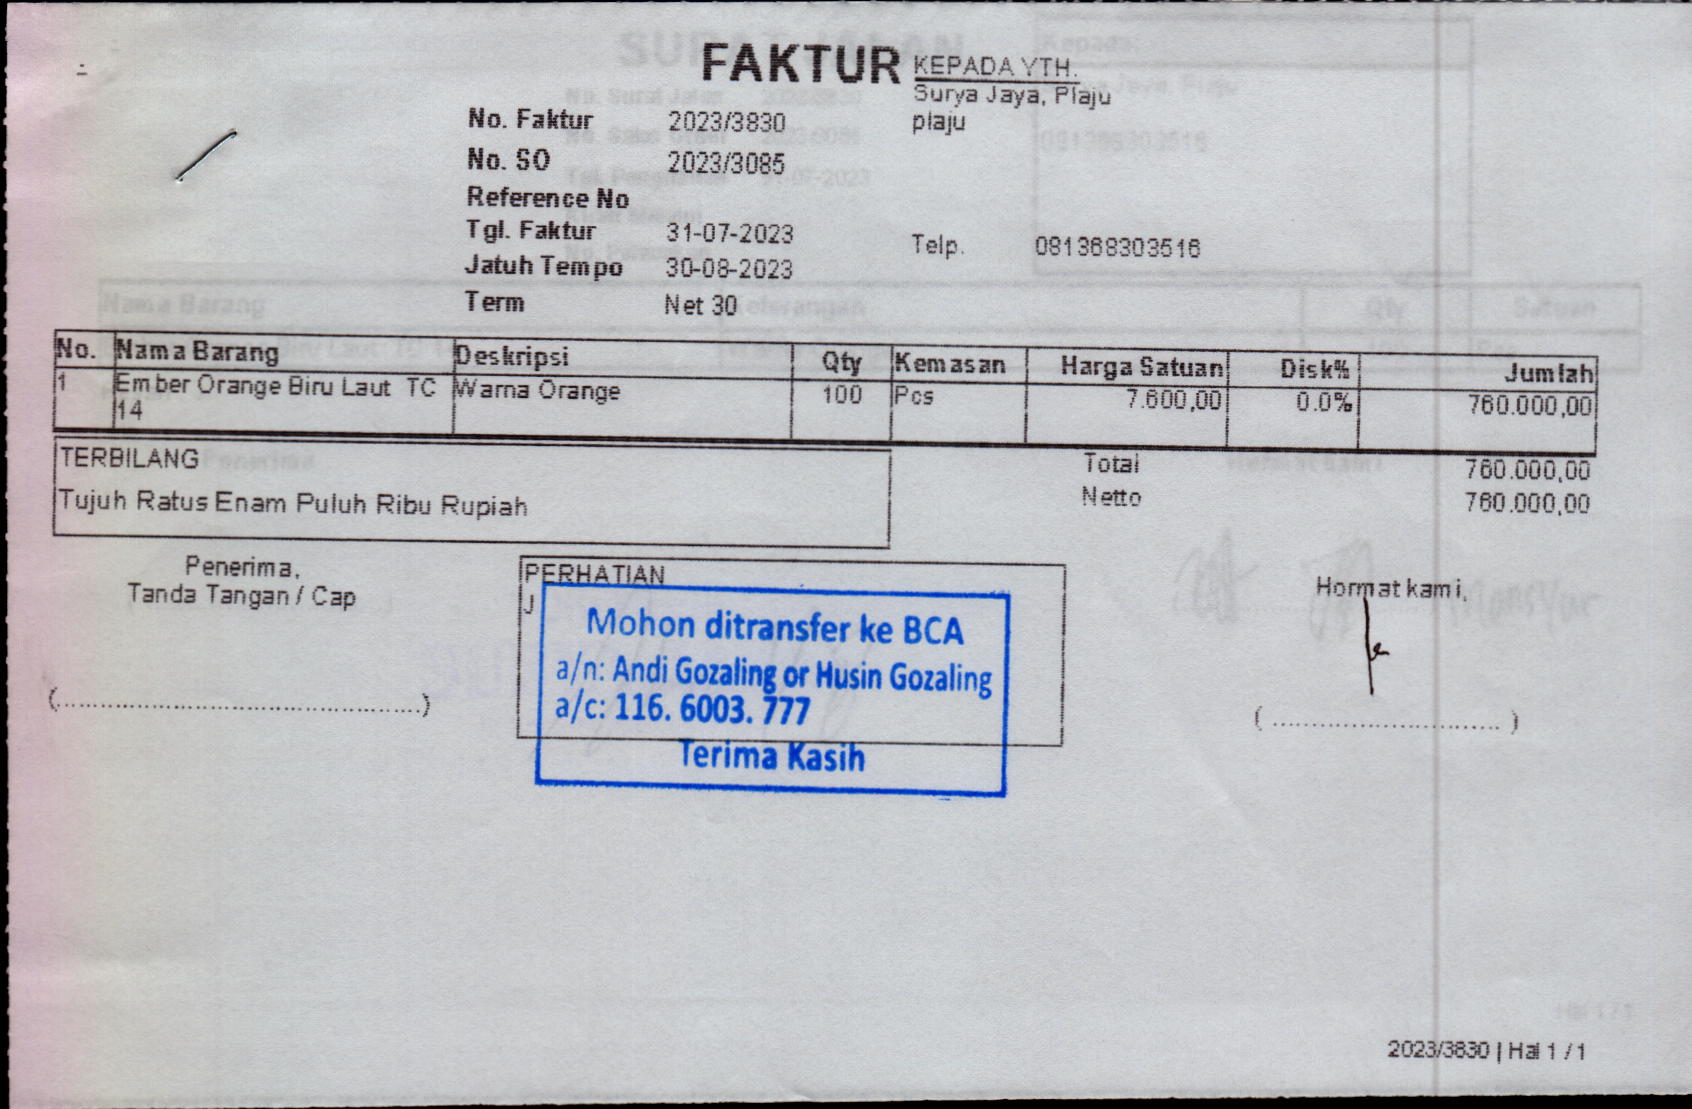 FAKTUR
KEPADA YTH.
Surya Jaya, Plaju
plaju
No. Faktur 2023/3830
No. SO 2023/3085
Reference No
Tgl. Faktur 31-07-2023
Telp. 081368303516
Jatuh Tempo 30-08-2023
Term Net 30
No. Nama Barang Deskripsi Qty Kemasan Harga Satuan Disk% Jumlah
1 Ember Orange Biru Laut TC Warna Orange 100 Pcs 7.600,00 0.0% 760.000,00
14
TERBILANG
Tujuh Ratus Enam Puluh Ribu Rupiah
Total 760.000,00
Netto 760.000,00
Penerima,
Tanda Tangan / Cap
(........................................)
PERHATIAN
J
Mohon ditransfer ke BCA
a/n: Andi Gozaling or Husin Gozaling
a/c: 116. 6003. 777
Terima Kasih
Hormat kami,
(............................)
2023/3830 | Hal 1 / 1